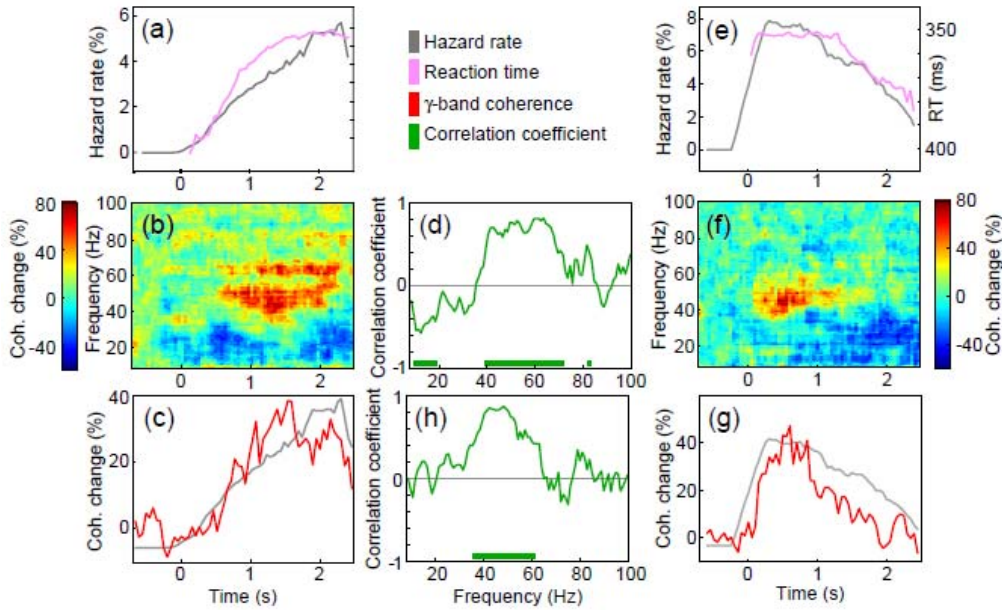 (a)
Hazard rate (%)
6
4
2
0
0 1 2
Hazard rate
Reaction time
γ-band coherence
Correlation coefficient
(e)
Hazard rate (%)
8
6
4
2
0
350
400
RT (ms)
0 1 2
(b)
Coh. change (%)
80
40
0
-40
Frequency (Hz)
100
80
60
40
20
(d)
Correlation coefficient
1
0
-1
20 40 60 80 100
(f)
Frequency (Hz)
100
80
60
40
20
80
40
0
-40
Coh. change (%)
(c)
Coh. change (%)
40
20
0
0 1 2
Time (s)
(h)
Correlation coefficient
1
0
-1
20 40 60 80 100
Frequency (Hz)
(g)
Coh. change (%)
40
20
0
0 1 2
Time (s)